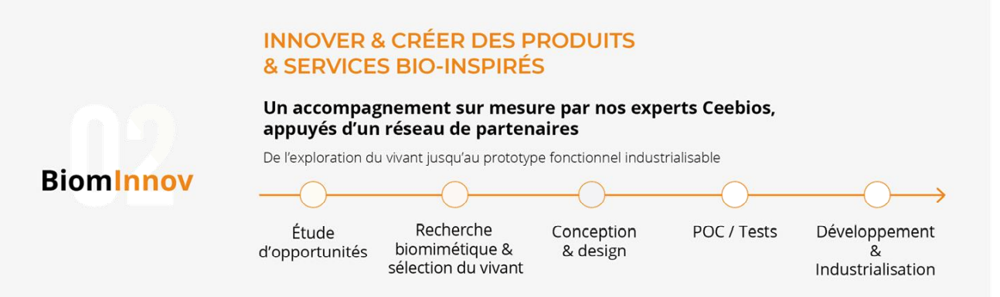 INNOVER & CRÉER DES PRODUITS
& SERVICES BIO-INSPIRÉS
Un accompagnement sur mesure par nos experts Ceebios,
appuyés d'un réseau de partenaires
De l'exploration du vivant jusqu'au prototype fonctionnel industrialisable
02
BiomInnov
Étude
d'opportunités
Recherche
biomimétique &
sélection du vivant
Conception
& design
POC / Tests
Développement
&
Industrialisation